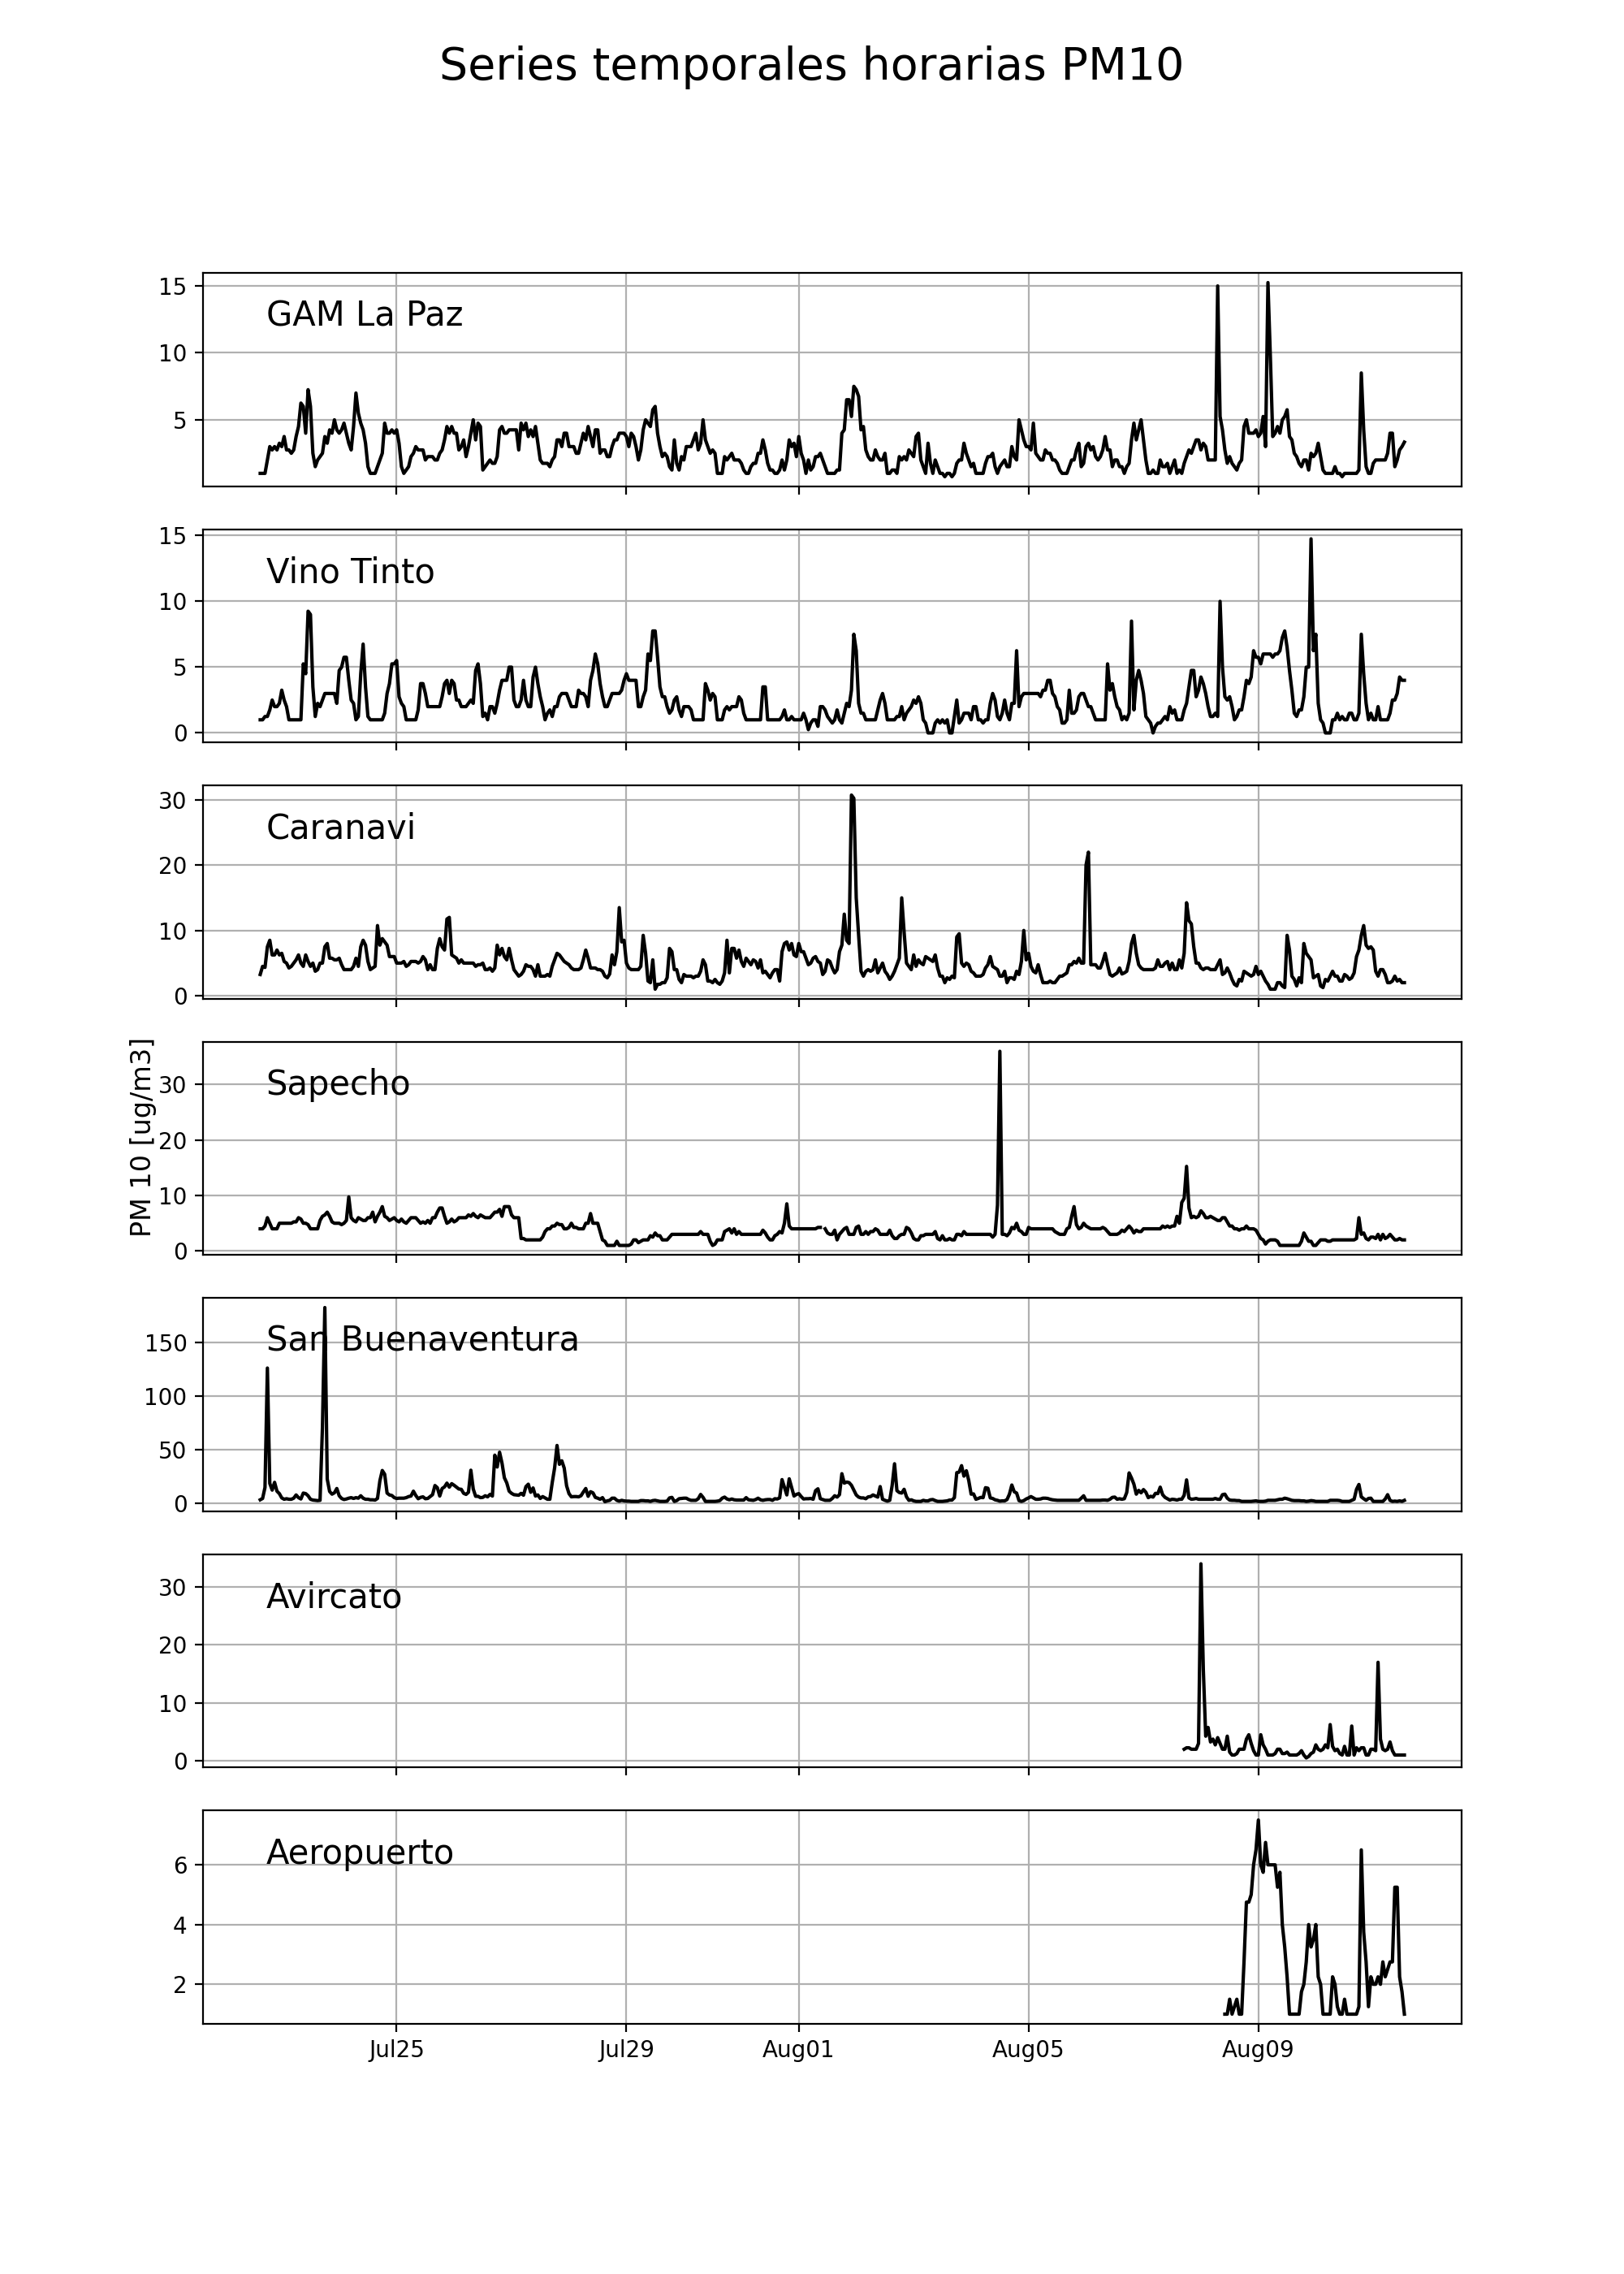 Series temporales horarias PM10
15
10
5
GAM La Paz
15
10
5
0
Vino Tinto
30
20
10
0
Caranavi
PM 10 [ug/m3]
30
20
10
0
Sapecho
150
100
50
0
San Buenaventura
30
20
10
0
Avircato
6
4
2
Aeropuerto
Jul25 Jul29 Aug01 Aug05 Aug09